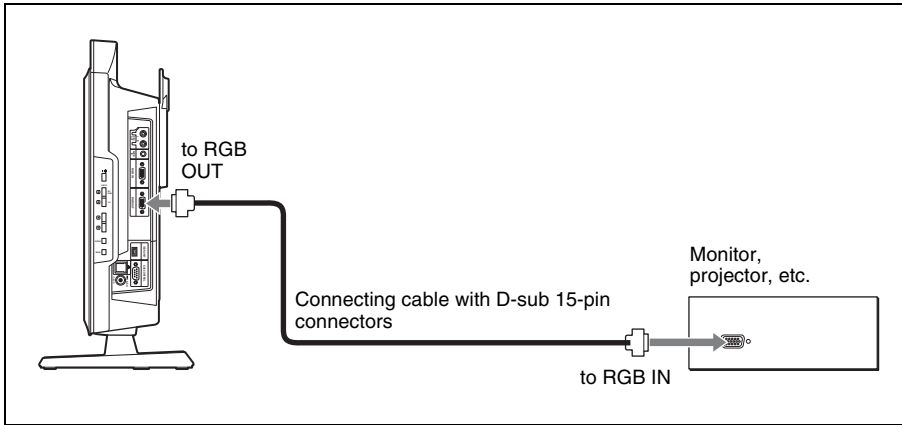 to RGB
OUT
Monitor,
projector, etc.
Connecting cable with D-sub 15-pin
connectors
to RGB IN